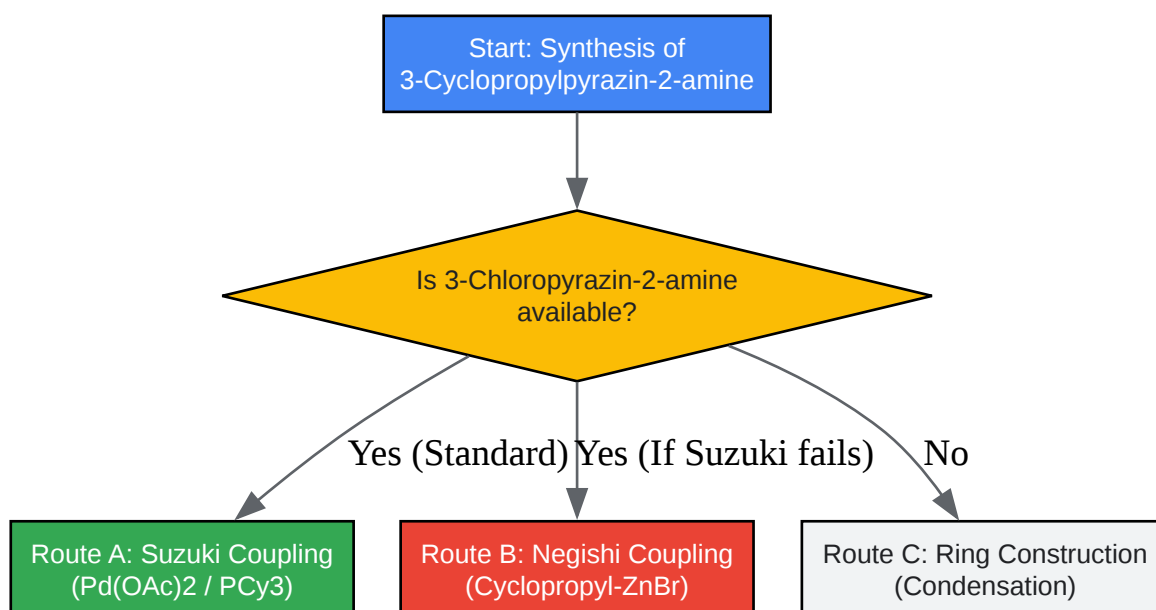 Start: Synthesis of
3-Cyclopropylpyrazin-2-amine
Is 3-Chloropyrazin-2-amine
available?
Yes (Standard)
Yes (If Suzuki fails)
No
Route A: Suzuki Coupling
(Pd(OAc)2 / PCy3)
Route B: Negishi Coupling
(Cyclopropyl-ZnBr)
Route C: Ring Construction
(Condensation)